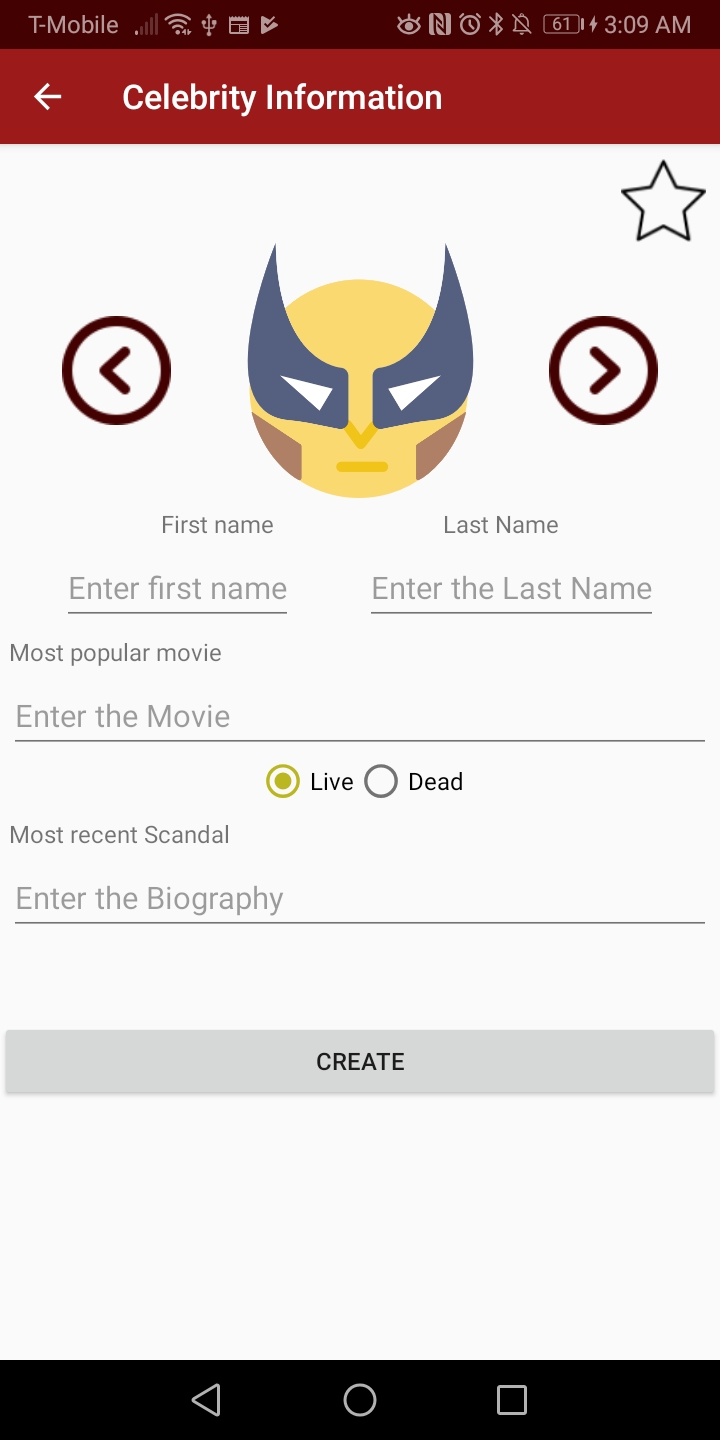 T-Mobile 61 3:09 AM
Celebrity Information
First name Last Name
Enter first name Enter the Last Name
Most popular movie
Enter the Movie
Live Dead
Most recent Scandal
Enter the Biography
CREATE